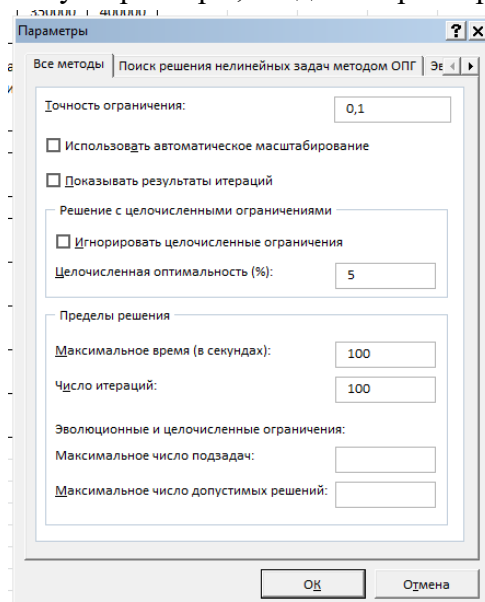 350000 400000
Параметры ? x
Все методы Поиск решения нелинейных задач методом ОПГ
Точность ограничения: 0,1
Использовать автоматическое масштабирование
Показывать результаты итераций
Решение с целочисленными ограничениями
Игнорировать целочисленные ограничения
Целочисленная оптимальность (%): 5
Пределы решения
Максимальное время (в секундах): 100
Число итераций: 100
Эволюционные и целочисленные ограничения:
Максимальное число подзадач:
Максимальное число допустимых решений:
ОК Отмена